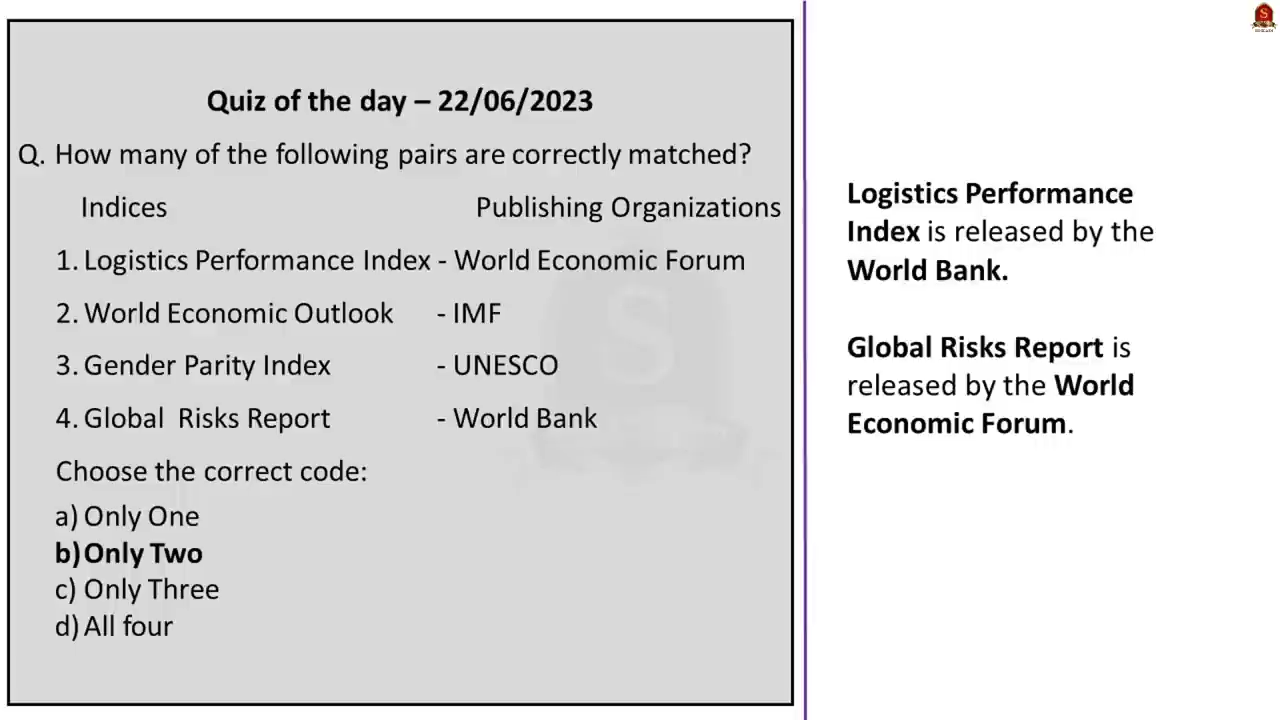 Quiz of the day – 22/06/2023
Q. How many of the following pairs are correctly matched?
Indices Publishing Organizations
1. Logistics Performance Index - World Economic Forum
2. World Economic Outlook - IMF
3. Gender Parity Index - UNESCO
4. Global Risks Report - World Bank
Choose the correct code:
a) Only One
b) Only Two
c) Only Three
d) All four
Logistics Performance
Index is released by the
World Bank.
Global Risks Report is
released by the World
Economic Forum.
S